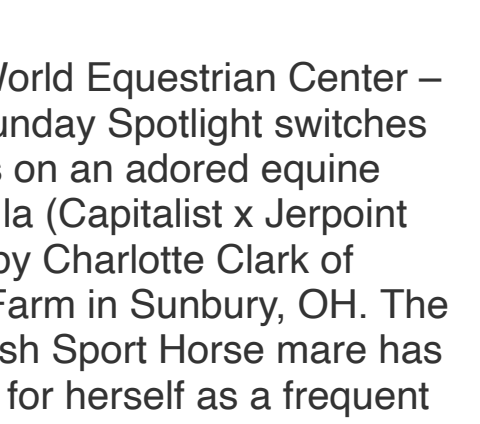 World Equestrian Center –
unday Spotlight switches
s on an adored equine
la (Capitalist x Jerpoint
by Charlotte Clark of
Farm in Sunbury, OH. The
sh Sport Horse mare has
for herself as a frequent